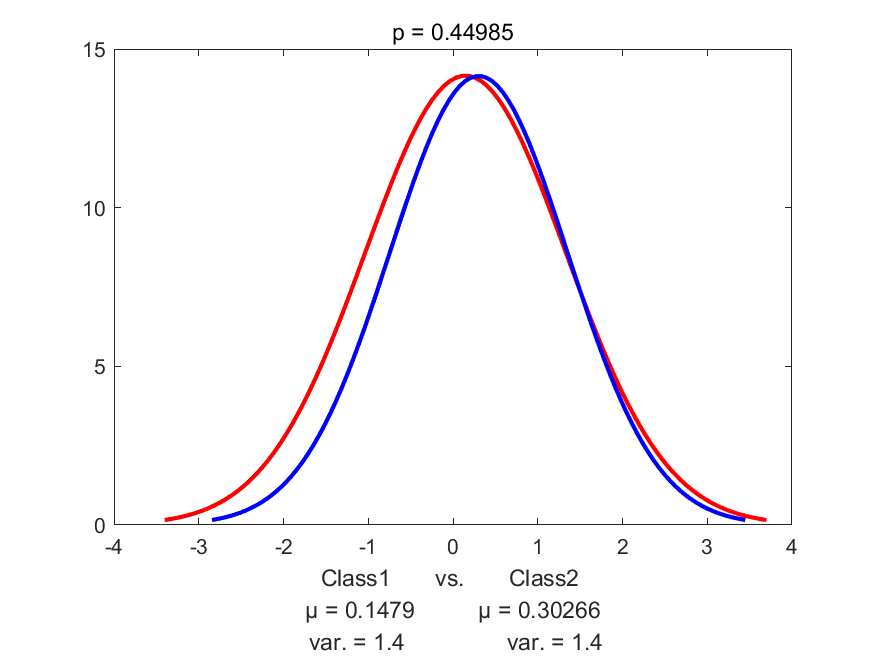 p = 0.44985
15
10
5
0
-4 -3 -2 -1 0 1 2 3 4
Class1 vs. Class2
μ = 0.1479 μ = 0.30266
var. = 1.4 var. = 1.4